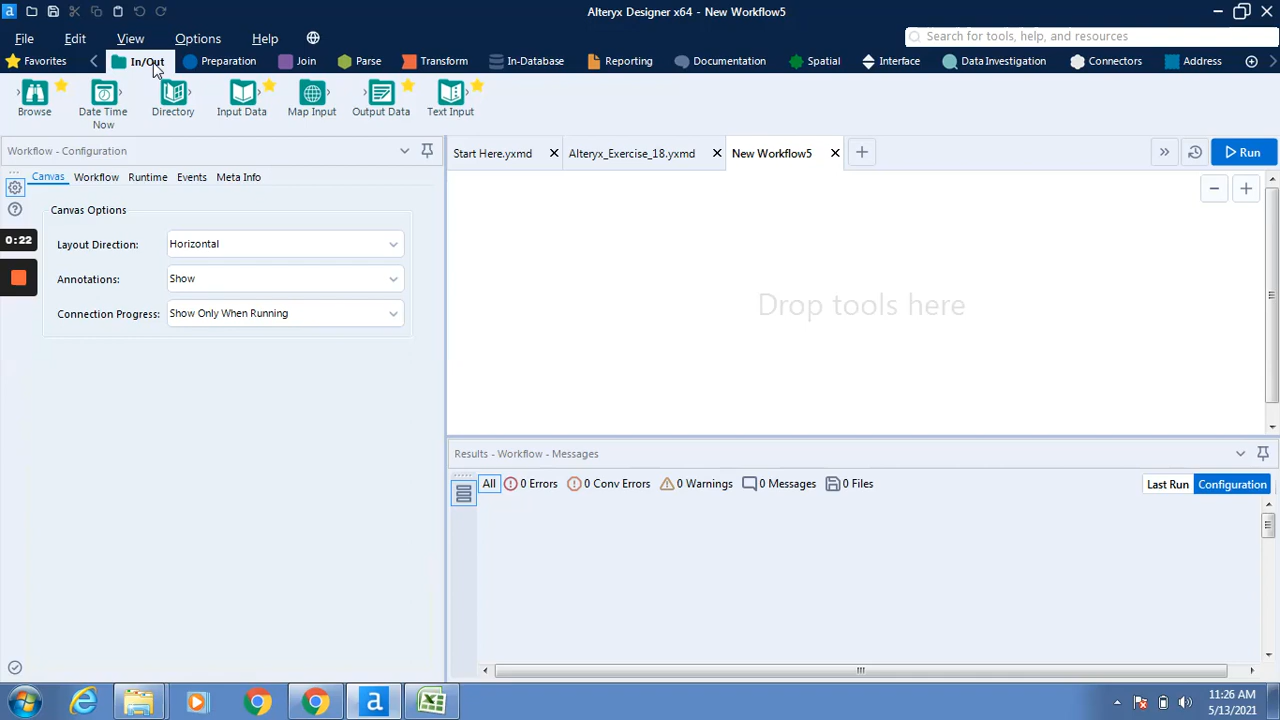 Alteryx Designer x64 - New Workflow5
File Edit View Options Help
Search for tools, help, and resources
Favorites In/Out Preparation Join Parse Transform In-Database Reporting Documentation Spatial Interface Data Investigation Connectors Address
Browse Date Time Now Directory Input Data Map Input Output Data Text Input
Workflow - Configuration
Start Here.yxmd Alteryx_Exercise_18.yxmd New Workflow5
Run
Canvas Workflow Runtime Events Meta Info
Canvas Options
0:22
Layout Direction: Horizontal
Annotations: Show
Connection Progress: Show Only When Running
Drop tools here
Results - Workflow - Messages
All 0 Errors 0 Conv Errors 0 Warnings 0 Messages 0 Files
Last Run Configuration
11:26 AM
5/13/2021